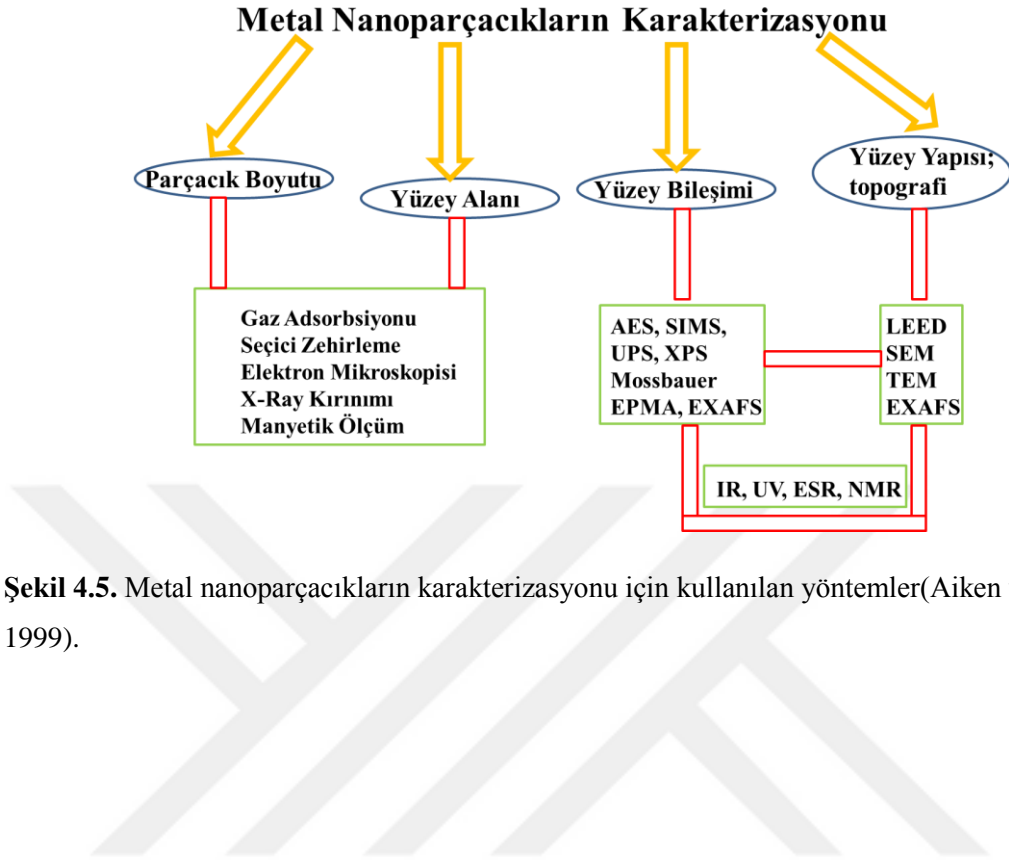 Metal Nanoparçacıkların Karakterizasyonu
Parçacık Boyutu
Yüzey Alanı
Yüzey Bileşimi
Yüzey Yapısı;
topografi
Gaz Adsorbsiyonu
Seçici Zehirleme
Elektron Mikroskopisi
X-Ray Kırınımı
Manyetik Ölçüm
AES, SIMS,
UPS, XPS
Mossbauer
EPMA, EXAFS
LEED
SEM
TEM
EXAFS
IR, UV, ESR, NMR
Şekil 4.5. Metal nanoparçacıkların karakterizasyonu için kullanılan yöntemler(Aiken
1999).